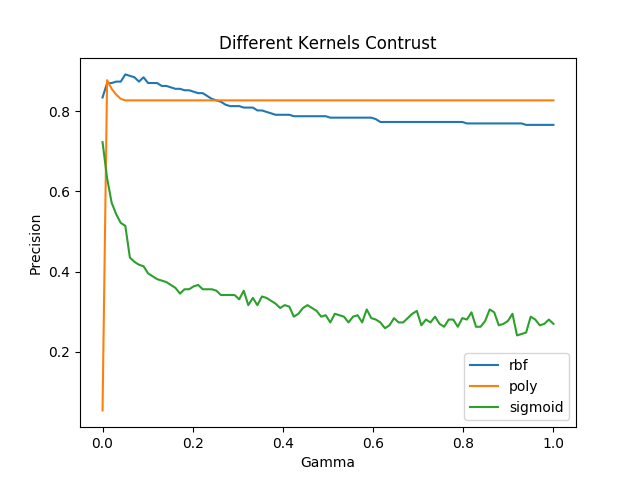 Different Kernels Contrust
Precision
0.8
0.6
0.4
0.2
0.0
0.2
0.4
0.6
0.8
1.0
Gamma
rbf
poly
sigmoid